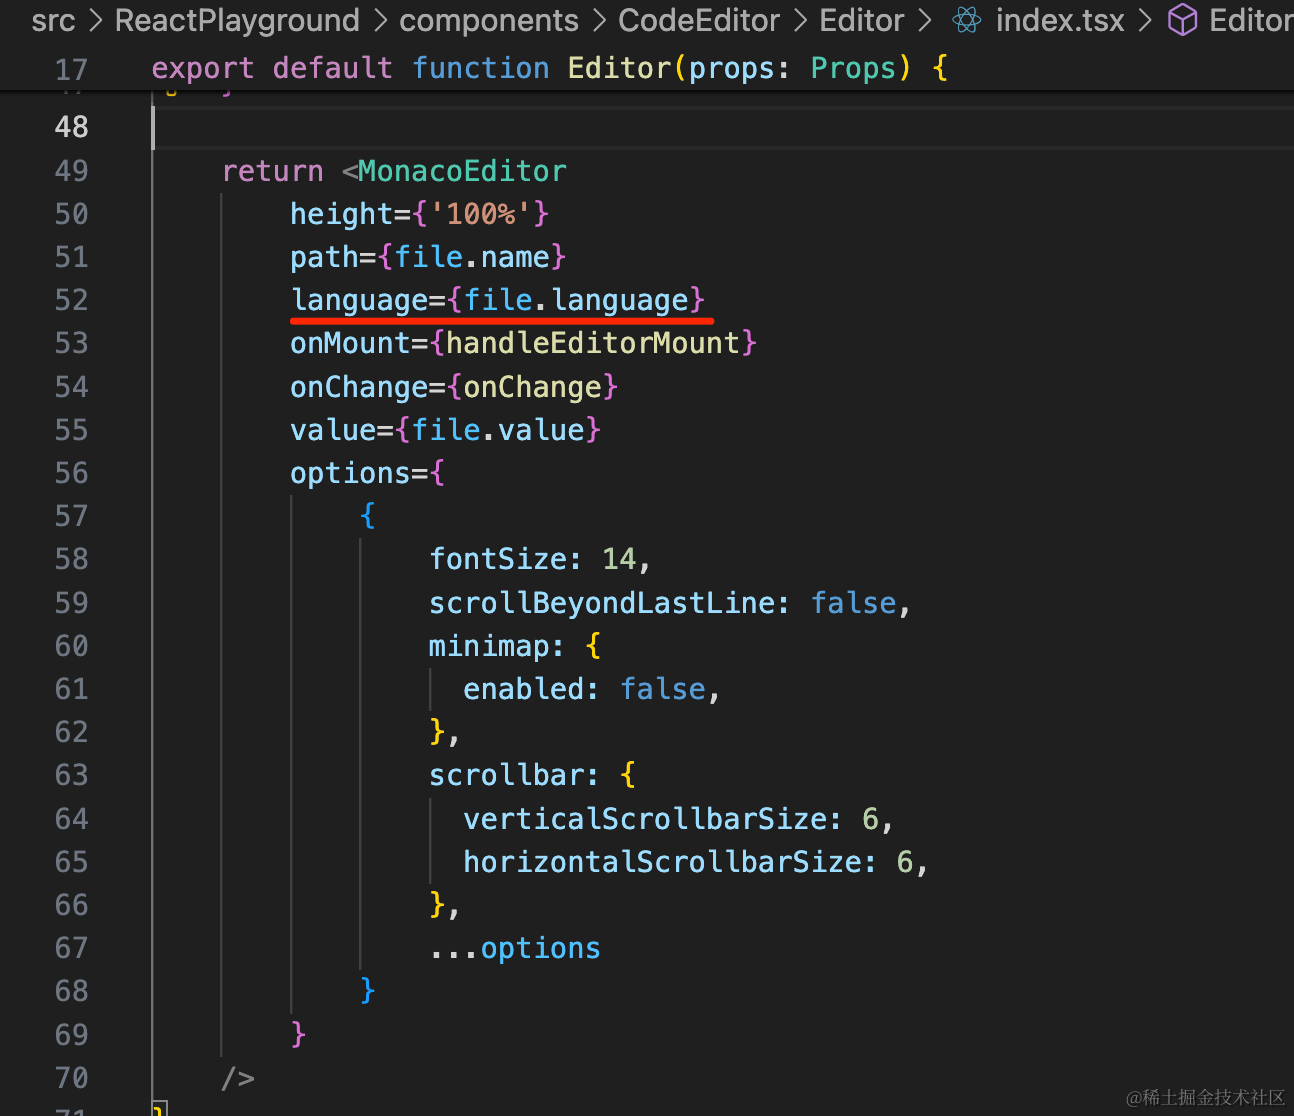 src > ReactPlayground > components > CodeEditor > Editor > index.tsx > Editor
17 export default function Editor(props: Props) {
48
49 return <MonacoEditor
50 height={'100%'}
51 path={file.name}
52 language={file.language}
53 onMount={handleEditorMount}
54 onChange={onChange}
55 value={file.value}
56 options={
57 {
58 fontSize: 14,
59 scrollBeyondLastLine: false,
60 minimap: {
61 enabled: false,
62 },
63 scrollbar: {
64 verticalScrollbarSize: 6,
65 horizontalScrollbarSize: 6,
66 },
67 ...options
68 }
69 }
70 />
71 }
@稀土掘金技术社区